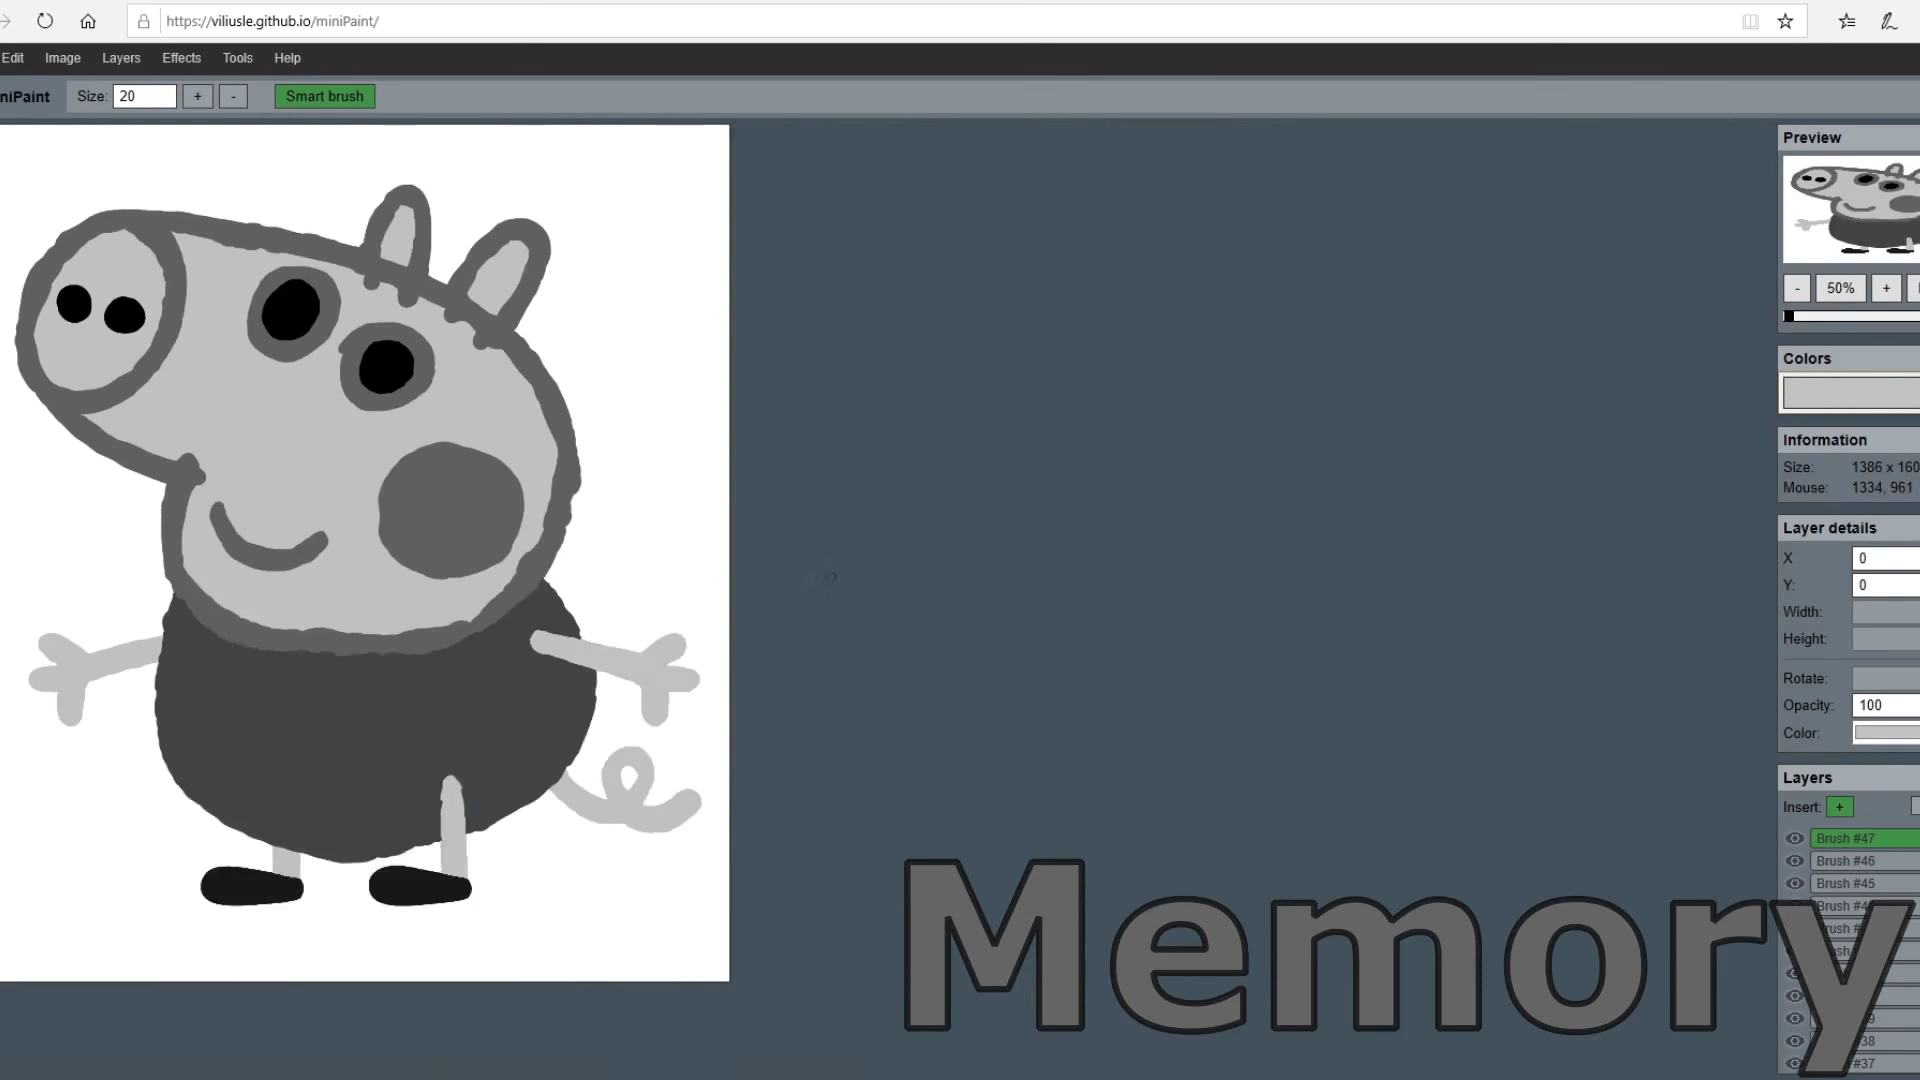 https://viliusle.github.io/miniPaint/
Edit Image Layers Effects Tools Help
niPaint Size: 20 + - Smart brush
Preview
- 50% +
Colors
Information
Size: 1386 x 160
Mouse: 1334, 961
Layer details
X 0
Y: 0
Width:
Height:
Rotate:
Opacity: 100
Color:
Layers
Insert: +
Brush #47
Brush #46
Brush #45
#38
#37
Memory